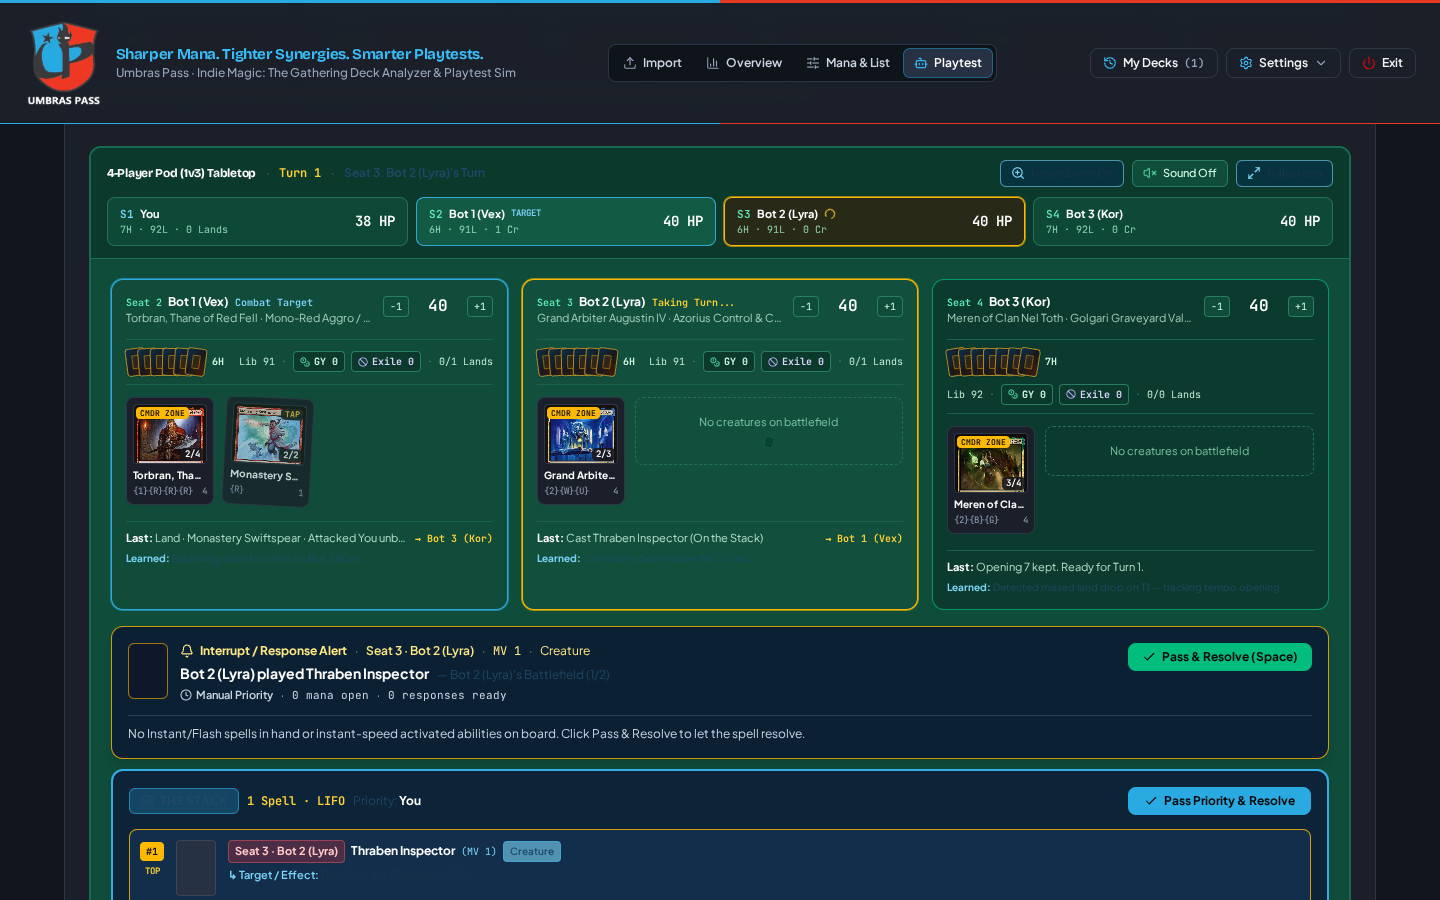 Sharper Mana. Tighter Synergies. Smarter Playtests.
Umbras Pass · Indie Magic: The Gathering Deck Analyzer & Playtest Sim
UMBRAS PASS
Import
Overview
Mana & List
Playtest
My Decks (1)
Settings
Exit
4-Player Pod (1v3) Tabletop · Turn 1 · Seat 3: Bot 2 (Lyra)'s Turn
Sound Off
S1 You
7H · 92L · 0 Lands
38 HP
S2 Bot 1 (Vex) TARGET
6H · 91L · 1 Cr
40 HP
S3 Bot 2 (Lyra)
6H · 91L · 0 Cr
40 HP
S4 Bot 3 (Kor)
7H · 92L · 0 Cr
40 HP
Seat 2 Bot 1 (Vex) Combat Target
Torbran, Thane of Red Fell · Mono-Red Aggro / ...
-1 40 +1
6H Lib 91 · GY 0 Exile 0 · 0/1 Lands
CMDR ZONE
2/4
Torbran, Tha...
{1}{R}{R}{R} 4
TAP
2/2
Monastery S...
{R} 1
Last: Land · Monastery Swiftspear · Attacked You unb... → Bot 3 (Kor)
Learned:
Seat 3 Bot 2 (Lyra) Taking Turn...
Grand Arbiter Augustin IV · Azorius Control & C...
-1 40 +1
6H Lib 91 · GY 0 Exile 0 · 0/1 Lands
CMDR ZONE
2/3
Grand Arbite...
{2}{W}{U} 4
No creatures on battlefield
Last: Cast Thraben Inspector (On the Stack) → Bot 1 (Vex)
Learned:
Seat 4 Bot 3 (Kor)
Meren of Clan Nel Toth · Golgari Graveyard Val...
-1 40 +1
7H
Lib 92 · GY 0 Exile 0 · 0/0 Lands
CMDR ZONE
3/4
Meren of Cla...
{2}{B}{G} 4
No creatures on battlefield
Last: Opening 7 kept. Ready for Turn 1.
Learned: Detected missed land drop on T1 — tracking tempo opening
Interrupt / Response Alert · Seat 3 · Bot 2 (Lyra) · MV 1 · Creature
Bot 2 (Lyra) played Thraben Inspector — Bot 2 (Lyra)'s Battlefield (1/2)
Manual Priority · 0 mana open · 0 responses ready
Pass & Resolve (Space)
No Instant/Flash spells in hand or instant-speed activated abilities on board. Click Pass & Resolve to let the spell resolve.
THE STACK 1 Spell · LIFO Priority: You
Pass Priority & Resolve
#1
TOP
Seat 3 · Bot 2 (Lyra) Thraben Inspector (MV 1) Creature
↳ Target / Effect: